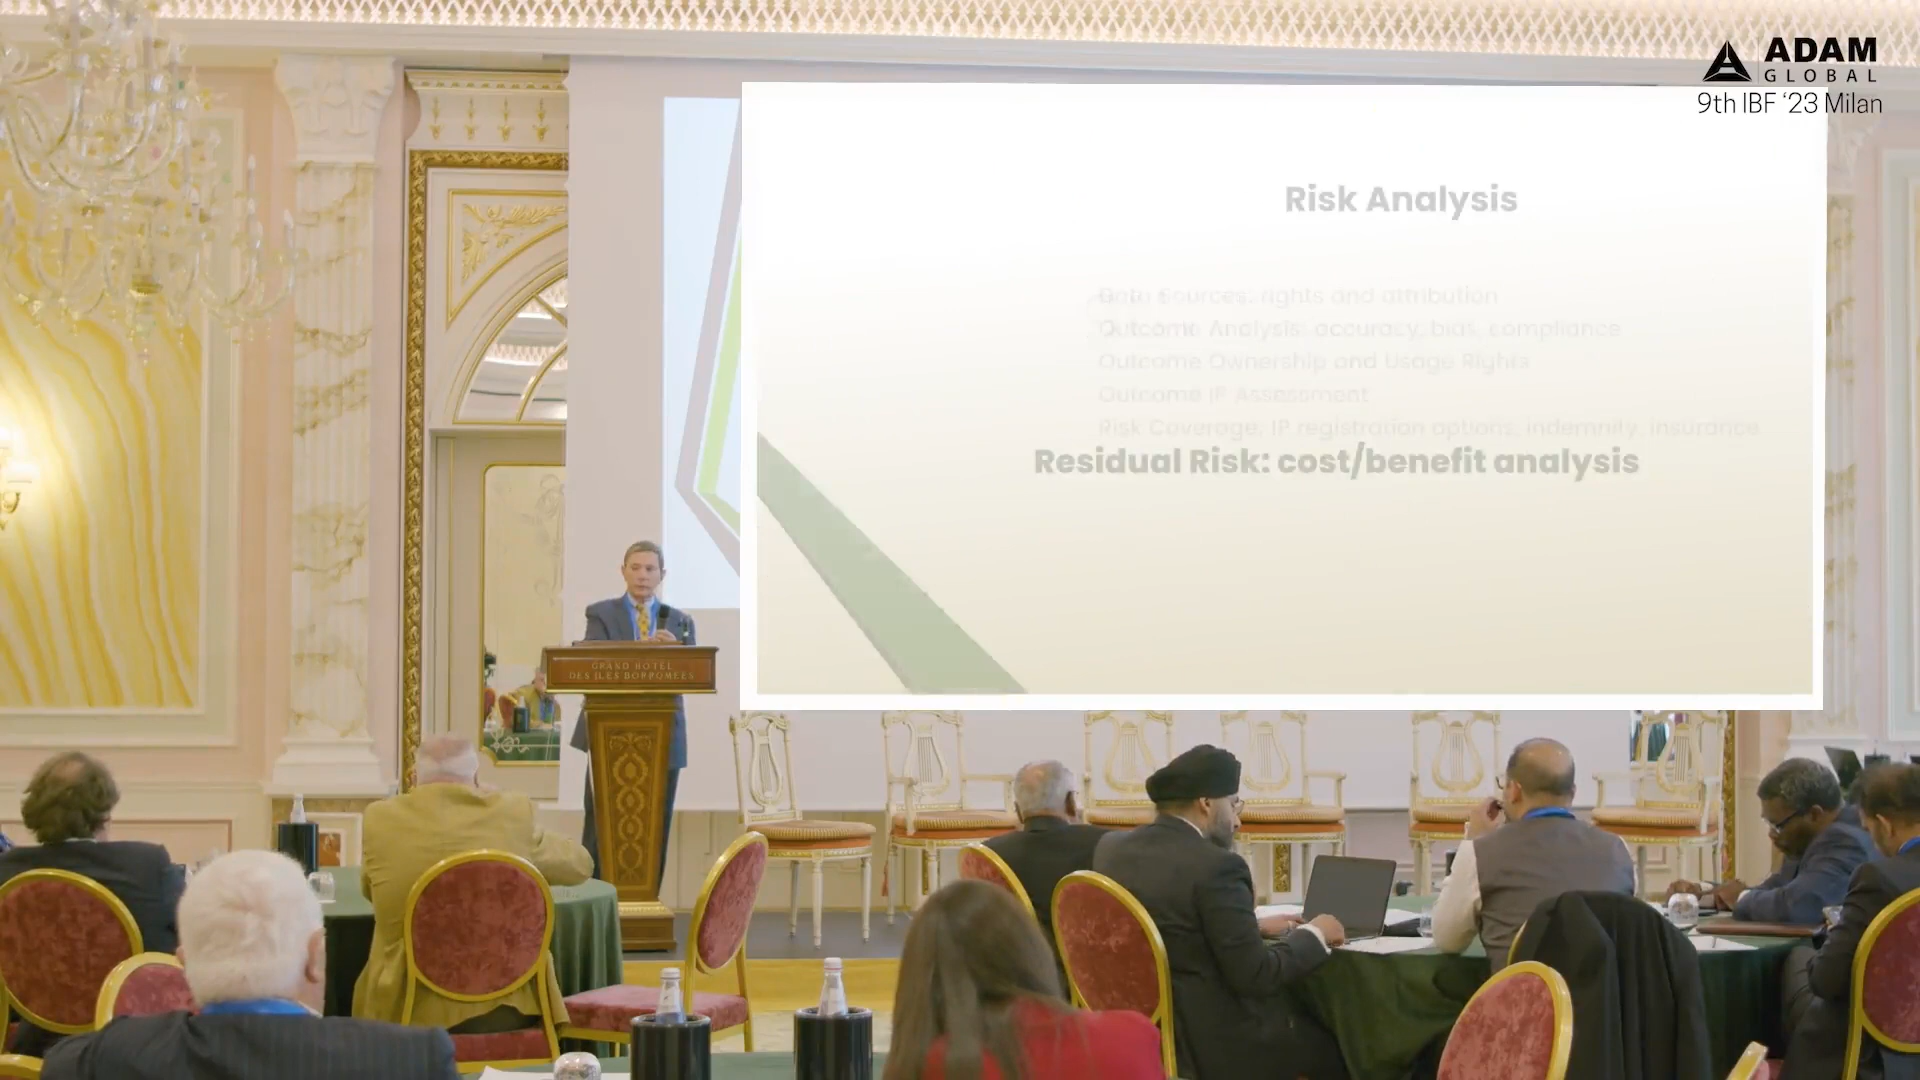 ADAM
GLOBAL
9th IBF ‘23 Milan
Risk Analysis
Data Sources: rights and attribution
Outcome Analysis: accuracy, bias, compliance
Outcome Ownership and Usage Rights
Outcome IP Assessment
Risk Coverage: IP registration options, indemnity, insurance
Residual Risk: cost/benefit analysis
GRAND HOTEL
DES ILES BORROMEES